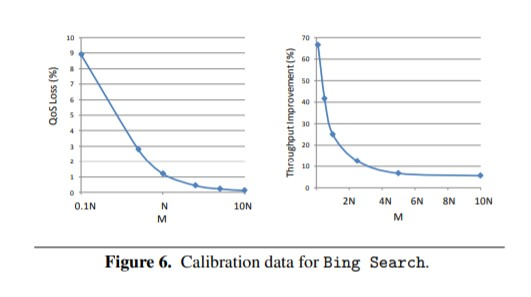 10
9
8
7
6
5
4
3
2
1
0
QoS Loss (%)
0.1N
N
10N
M
70
60
50
40
30
20
10
0
Throughput Improvement (%)
2N
4N
6N
8N
10N
M
Figure 6. Calibration data for Bing Search.